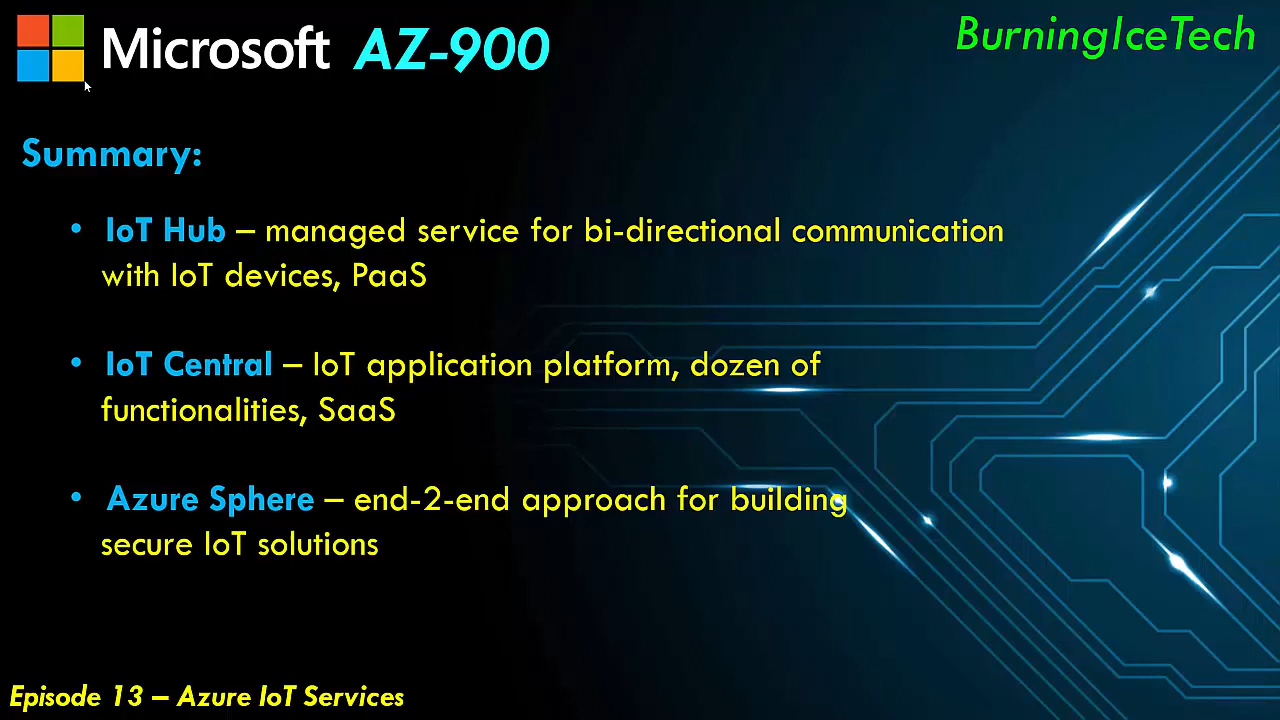 Microsoft AZ-900
BurningIceTech
Summary:
• IoT Hub – managed service for bi-directional communication
with IoT devices, PaaS
• IoT Central – IoT application platform, dozen of
functionalities, SaaS
• Azure Sphere – end-2-end approach for building
secure IoT solutions
Episode 13 – Azure IoT Services